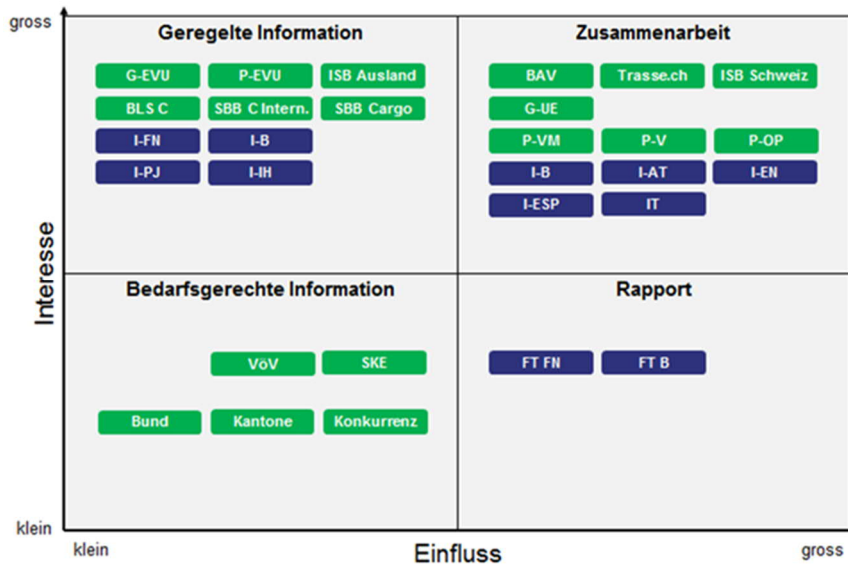 gross
Geregelte Information
G-EVU P-EVU ISB Ausland
BLS C SBB C Intern. SBB Cargo
I-FN I-B
I-PJ I-IH
Zusammenarbeit
BAV Trasse.ch ISB Schweiz
G-UE
P-VM P-V P-OP
I-B I-AT I-EN
I-ESP IT
Interesse
Bedarfsgerechte Information
VöV SKE
Bund Kantone Konkurrenz
Rapport
FT FN FT B
klein
klein Einfluss gross